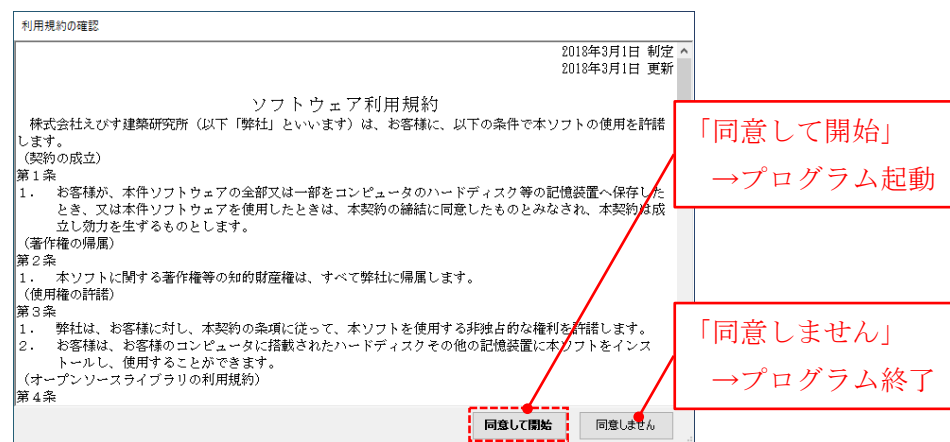 利用規約の確認
2018年3月1日 制定
2018年3月1日 更新
ソフトウェア利用規約
株式会社えびす建築研究所（以下「弊社」といいます）は、お客様に、以下の条件で本ソフトの使用を許諾
します。
（契約の成立）
第１条
１． お客様が、本件ソフトウェアの全部又は一部をコンピュータのハードディスク等の記憶装置へ保存した
とき、又は本件ソフトウェアを使用したときは、本契約の締結に同意したものとみなされ、本契約は成
立し効力を生ずるものとします。
（著作権の帰属）
第２条
１． 本ソフトに関する著作権等の知的財産権は、すべて弊社に帰属します。
（使用権の許諾）
第３条
１． 弊社は、お客様に対し、本契約の条項に従って、本ソフトを使用する非独占的な権利を許諾します。
２． お客様は、お客様のコンピュータに搭載されたハードディスクその他の記憶装置に本ソフトをインス
トールし、使用することができます。
（オープンソースライブラリの利用規約）
第４条
同意して開始
同意しません
「同意して開始」
→プログラム起動
「同意しません」
→プログラム終了